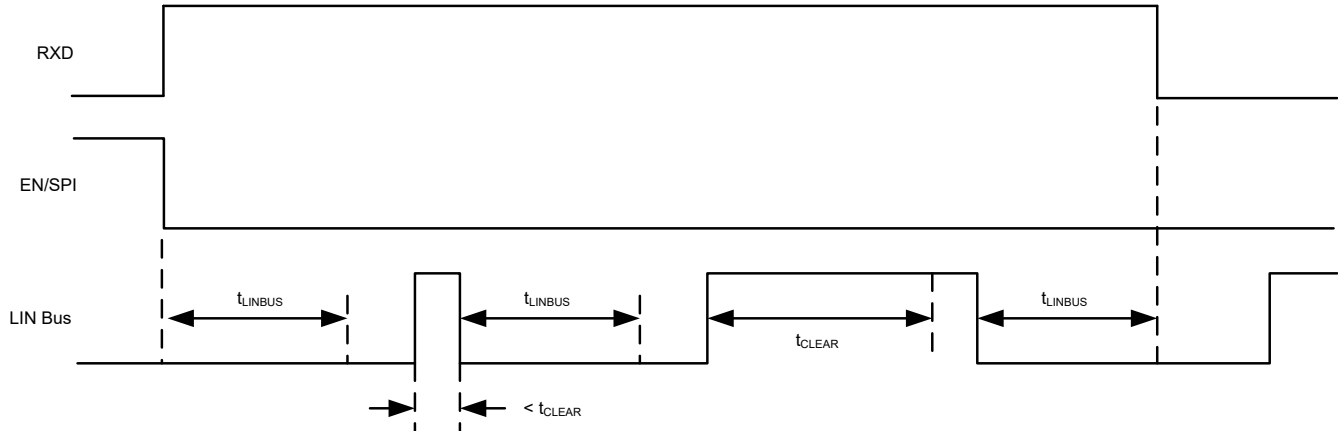 RXD
EN/SPI
LIN Bus
tLINBUS
tLINBUS
tCLEAR
tLINBUS
< tCLEAR